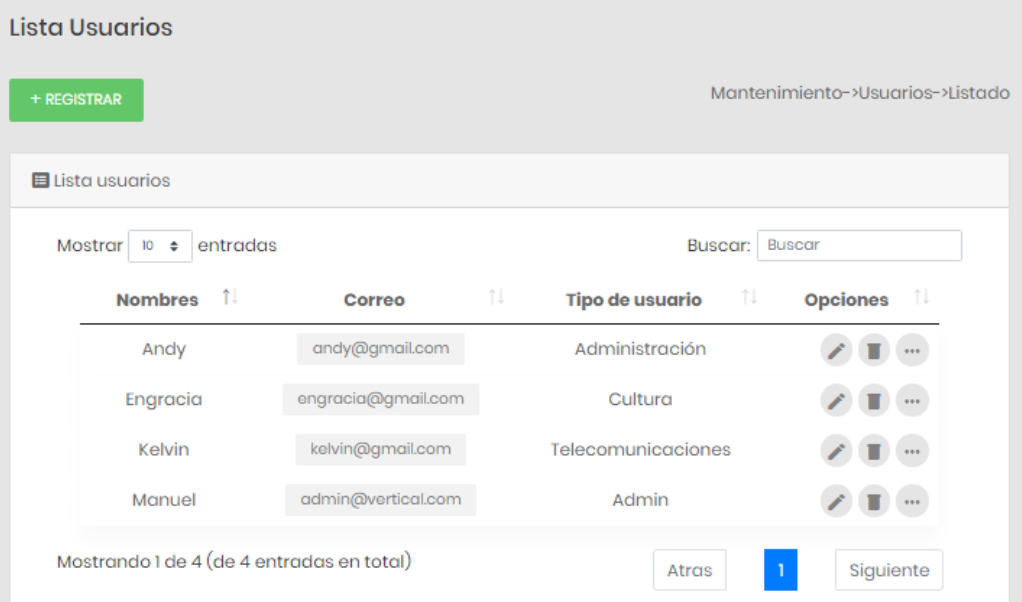 Lista Usuarios
+ REGISTRAR
Mantenimiento->Usuarios->Listado
Lista usuarios
Mostrar 10 entradas Buscar: Buscar
Nombres Correo Tipo de usuario Opciones
Andy andy@gmail.com Administración
Engracia engracia@gmail.com Cultura
Kelvin kelvin@gmail.com Telecomunicaciones
Manuel admin@vertical.com Admin
Mostrando 1 de 4 (de 4 entradas en total) Atras 1 Siguiente